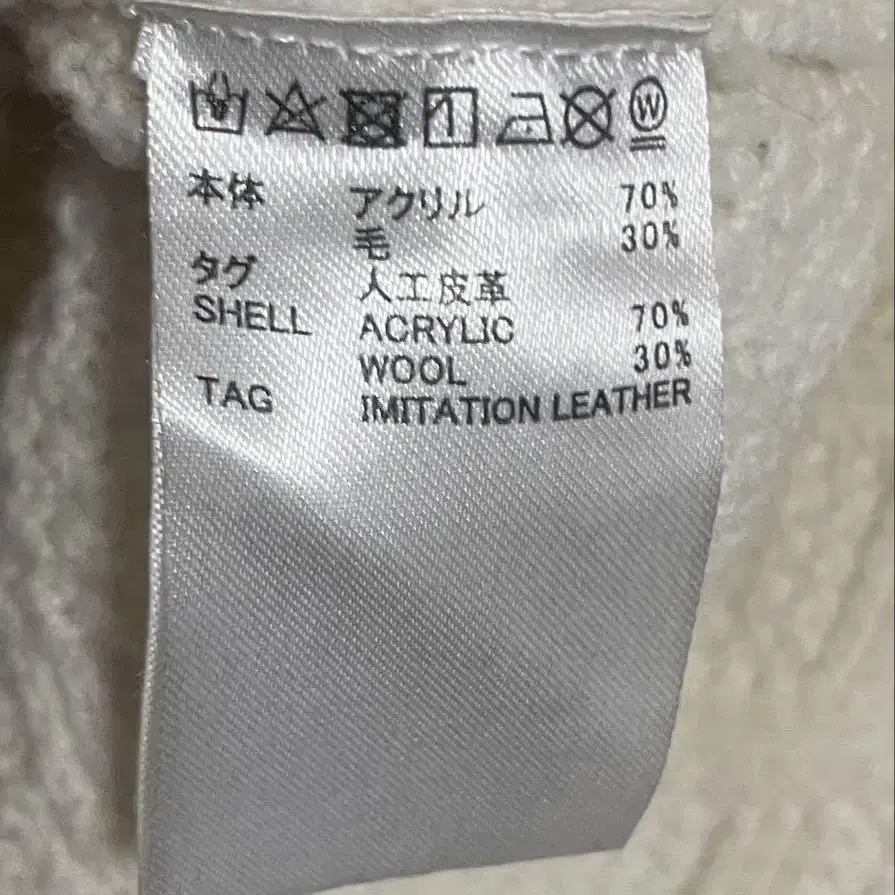 W
本体 アクリル 70%
毛 30%
タグ 人工皮革
SHELL ACRYLIC 70%
WOOL 30%
TAG IMITATION LEATHER